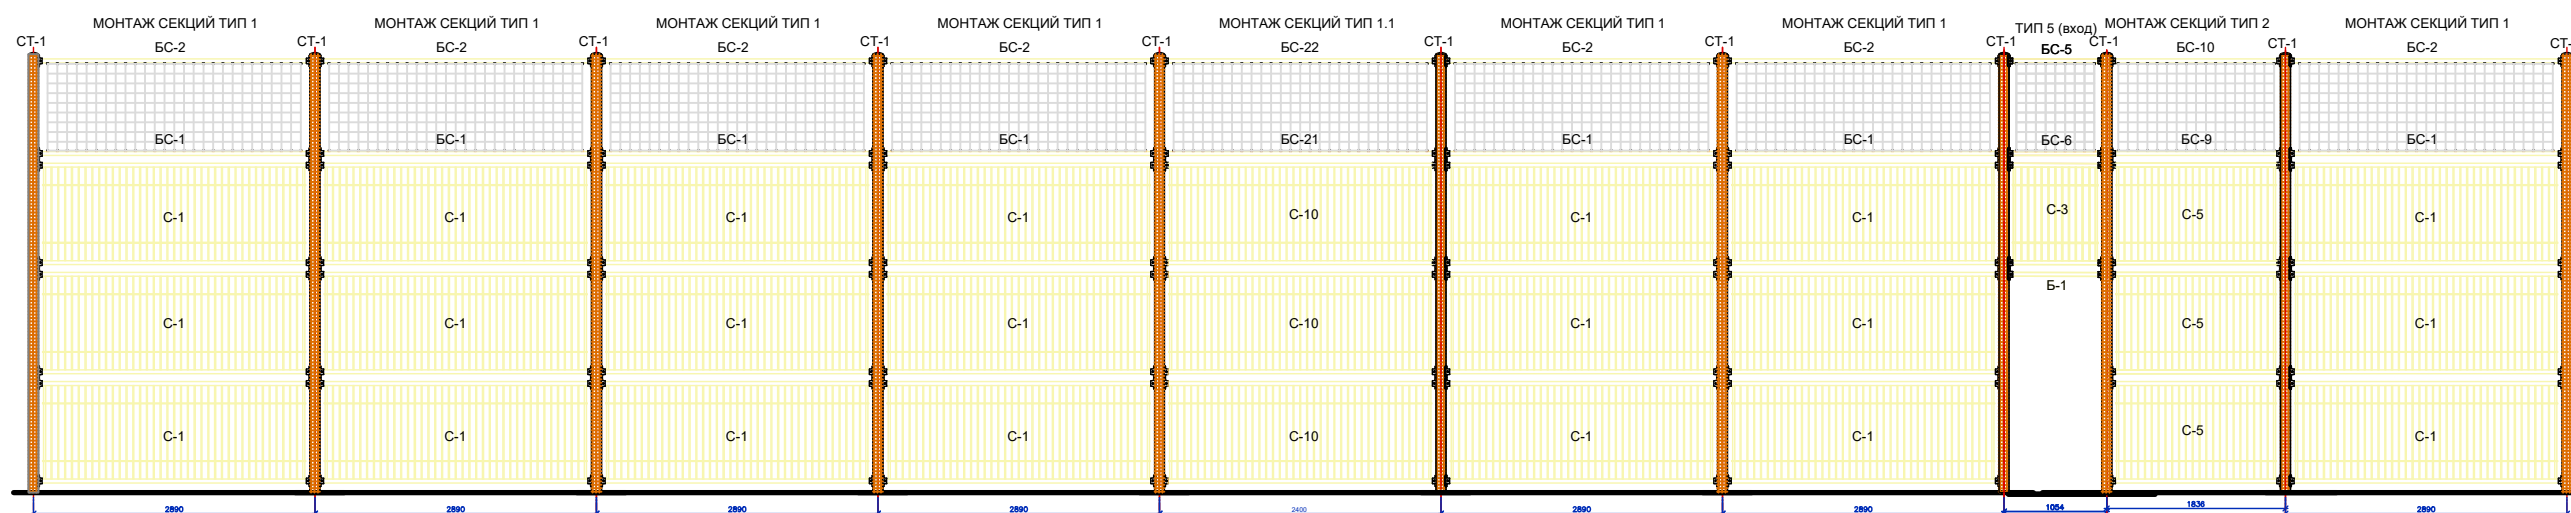 МОНТАЖ СЕКЦИЙ ТИП 1 МОНТАЖ СЕКЦИЙ ТИП 1 МОНТАЖ СЕКЦИЙ ТИП 1 МОНТАЖ СЕКЦИЙ ТИП 1 МОНТАЖ СЕКЦИЙ ТИП 1.1 МОНТАЖ СЕКЦИЙ ТИП 1 МОНТАЖ СЕКЦИЙ ТИП 1 ТИП 5 (вход) МОНТАЖ СЕКЦИЙ ТИП 2 МОНТАЖ СЕКЦИЙ ТИП 1
СТ-1 СТ-1 СТ-1 СТ-1 СТ-1 СТ-1 СТ-1 СТ-1 СТ-1 СТ-1 СТ-
БС-2 БС-2 БС-2 БС-2 БС-22 БС-2 БС-2 БС-5 БС-10 БС-2
БС-1 БС-1 БС-1 БС-1 БС-21 БС-1 БС-1 БС-6 БС-9 БС-1
С-1 С-1 С-1 С-1 С-10 С-1 С-1 С-3 С-5 С-1
Б-1
С-1 С-1 С-1 С-1 С-10 С-1 С-1 С-5 С-1
С-1 С-1 С-1 С-1 С-10 С-1 С-1 С-5 С-1
2890 2890 2890 2890 2400 2890 2890 1054 1836 2890